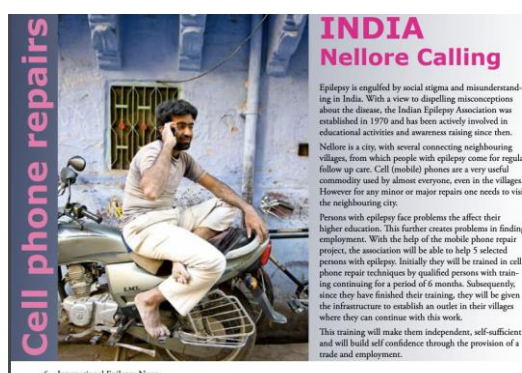 Cell phone repairs
INDIA
Nellore Calling
Epilepsy is engulfed by social stigma and misunderstand-
ing in India. With a view to dispelling misconceptions
about the disease, the Indian Epilepsy Association was
established in 1970 and has been actively involved in
educational activities and awareness raising since then.
Nellore is a city, with several connecting neighbouring
villages, from which people with epilepsy come for regula
follow up care. Cell (mobile) phones are a very useful
commodity used by almost everyone, even in the villages.
However for any minor or major repairs one needs to visi
the neighbouring city.
Persons with epilepsy face problems the affect their
higher education. This further creates problems in finding
employment. With the help of the mobile phone repair
project, the association will be able to help 5 selected
persons with epilepsy. Initially they will be trained in cell
phone repair techniques by qualified persons with train-
ing continuing for a period of 6 months. Subsequently,
since they have finished their training, they will be given
the infrastructure to establish an outlet in their villages
where they can continue with this work.
This training will make them independent, self-sufficient
and will build self confidence through the provision of a
trade and employment.
6 International Epilepsy News